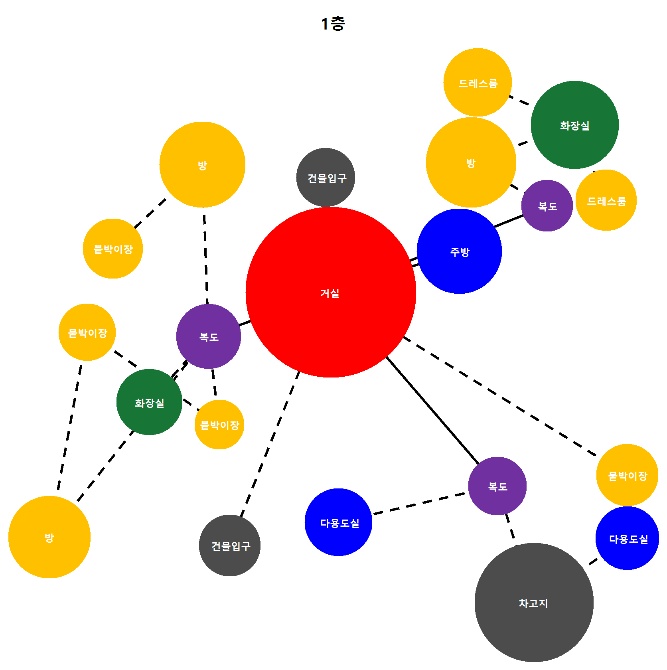 1층
드레스룸
화장실
방
방
건물입구
복도
드레스룸
붙박이장
주방
거실
붙박이장
복도
화장실
붙박이장
붙박이장
복도
다용도실
건물입구
방
다용도실
차고지